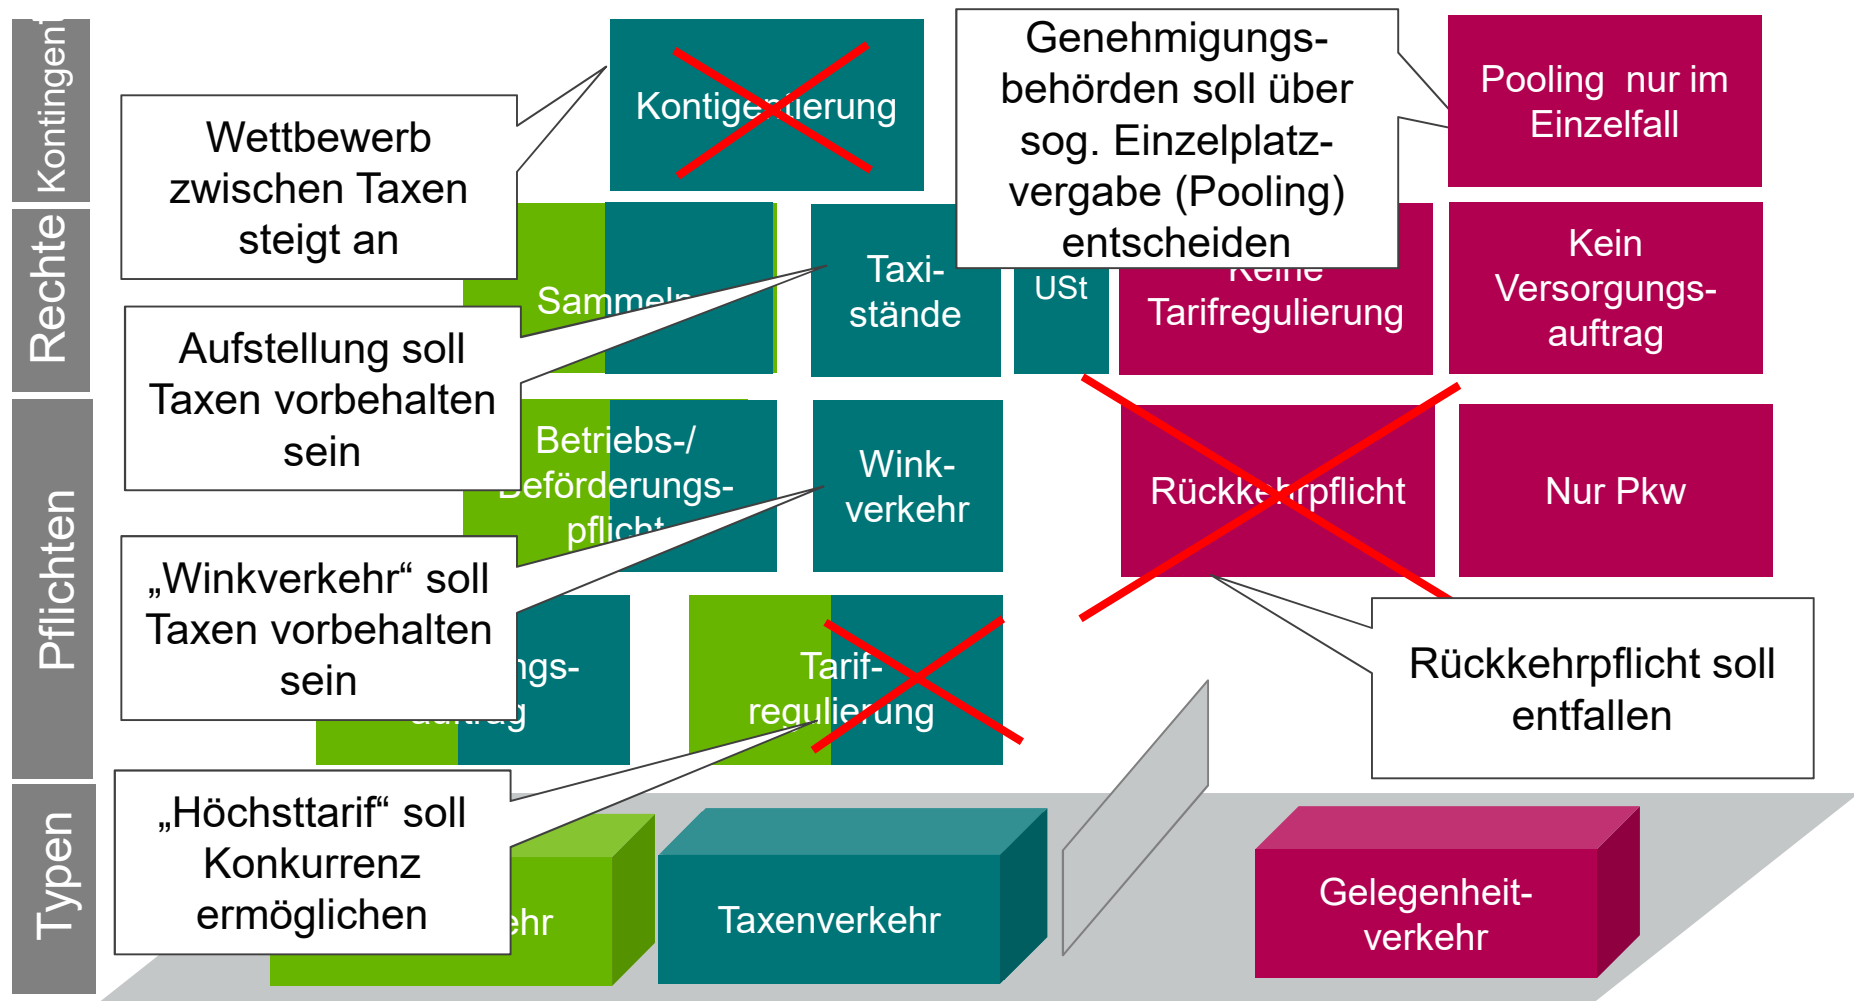 Kontingent
Wettbewerb
zwischen Taxen
steigt an
Kontigentierung
Genehmigungs-
behörden soll über
sog. Einzelplatz-
vergabe (Pooling)
entscheiden
Pooling nur im
Einzelfall
Rechte
Taxi-
stände
USt
Keine
Tarifregulierung
Kein
Versorgungs-
auftrag
Aufstellung soll
Taxen vorbehalten
sein
Pflichten
Betriebs-/
Beförderungs-
pflicht
Wink-
verkehr
Rückkehrpflicht
Nur Pkw
„Winkverkehr“ soll
Taxen vorbehalten
sein
auftrag
Tarif-
regulierung
Rückkehrpflicht soll
entfallen
Typen
„Höchsttarif“ soll
Konkurrenz
ermöglichen
Taxenverkehr
Gelegenheit-
verkehr